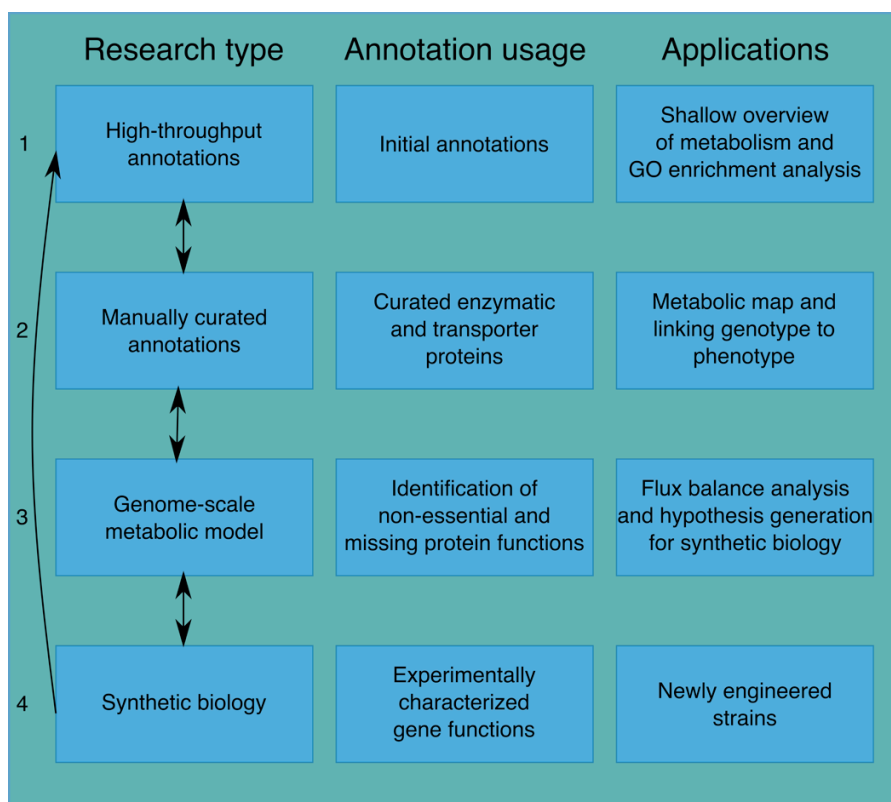 Research type
Annotation usage
Applications
1
High-throughput
annotations
Initial annotations
Shallow overview
of metabolism and
GO enrichment analysis
2
Manually curated
annotations
Curated enzymatic
and transporter
proteins
Metabolic map and
linking genotype to
phenotype
3
Genome-scale
metabolic model
Identification of
non-essential and
missing protein functions
Flux balance analysis
and hypothesis generation
for synthetic biology
4
Synthetic biology
Experimentally
characterized
gene functions
Newly engineered
strains